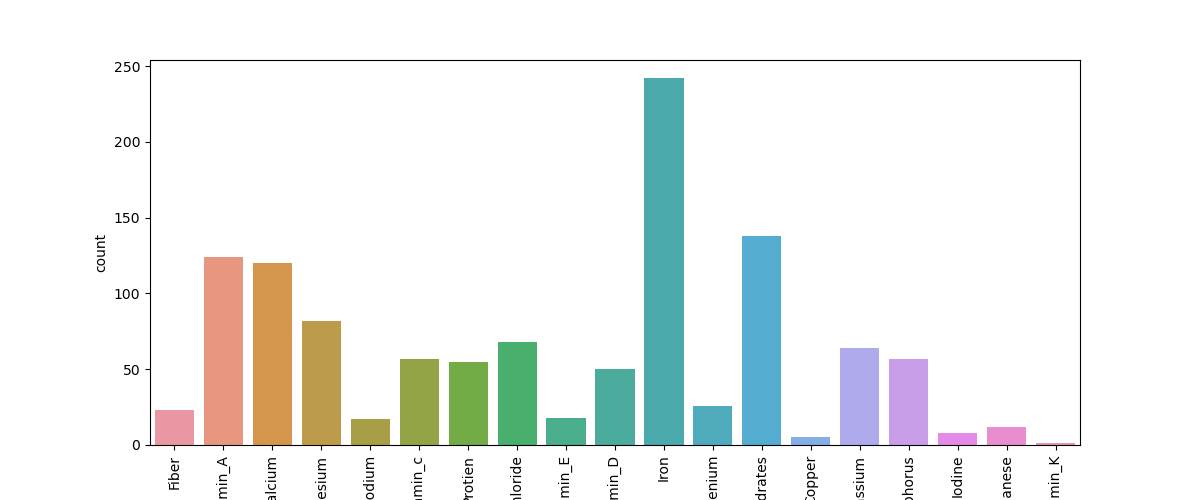 250
200
150
100
50
0
count
Fiber
min_A
alcium
esium
odium
min_c
Protien
hloride
min_E
min_D
Iron
enium
drates
Copper
ssium
phorus
Iodine
anese
min_K